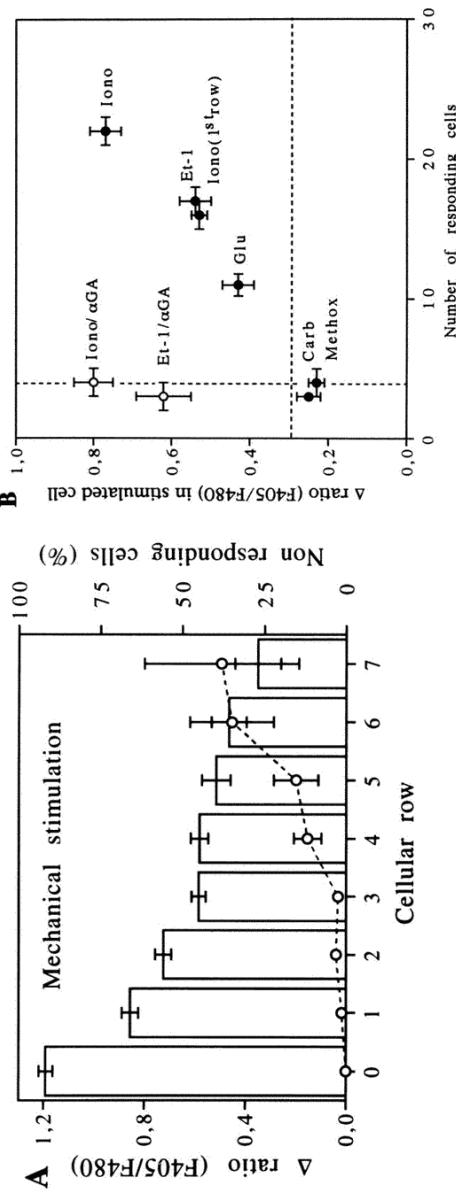 A
Mechanical stimulation
Δ ratio (F405/F480)
1,2
0,8
0,4
0,0
Non responding cells (%)
100
75
50
25
0
0 1 2 3 4 5 6 7
Cellular row
B
Δ ratio (F405/F480) in stimulated cell
1,0
0,8
0,6
0,4
0,2
0,0
Iono/αGA
Iono
Et-1/αGA
Et-1
Iono(1st row)
Glu
Carb
Methox
0 10 20 30
Number of responding cells